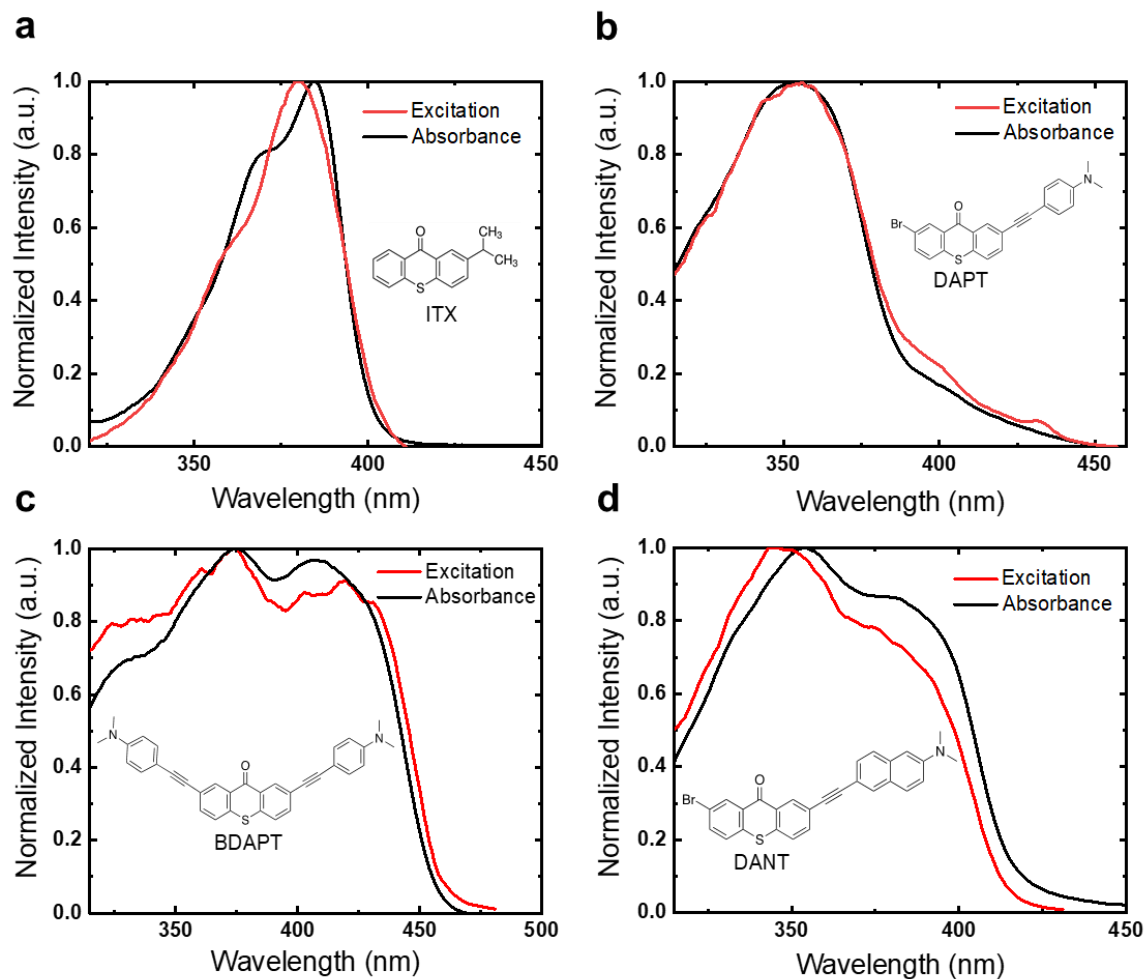 a
Normalized Intensity (a.u.)
1.0
0.8
0.6
0.4
0.2
0.0
Excitation
Absorbance
O
CH3
CH3
S
ITX
350
400
450
Wavelength (nm)
b
Normalized Intensity (a.u.)
1.0
0.8
0.6
0.4
0.2
0.0
Excitation
Absorbance
N
O
Br
S
DAPT
350
400
450
Wavelength (nm)
c
Normalized Intensity (a.u.)
1.0
0.8
0.6
0.4
0.2
0.0
Excitation
Absorbance
N
N
O
S
BDAPT
350
400
450
500
Wavelength (nm)
d
Normalized Intensity (a.u.)
1.0
0.8
0.6
0.4
0.2
0.0
Excitation
Absorbance
N
O
Br
S
DANT
350
400
450
Wavelength (nm)